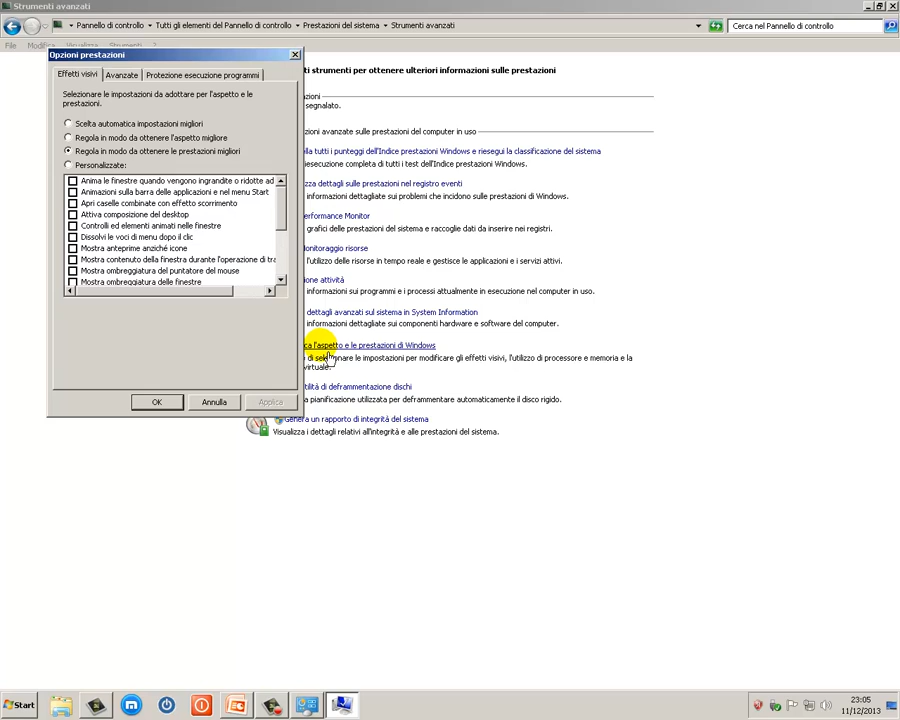 Strumenti avanzati
Pannello di controllo
Tutti gli elementi del Pannello di controllo
Prestazioni del sistema
Strumenti avanzati
Cerca nel Pannello di controllo
File
Modifica
Visualizza
Strumenti
?
Opzioni prestazioni
Effetti visivi
Avanzate
Protezione esecuzione programmi
Selezionare le impostazioni da adottare per l'aspetto e le
prestazioni.
Scelta automatica impostazioni migliori
Regola in modo da ottenere l'aspetto migliore
Regola in modo da ottenere le prestazioni migliori
Personalizzate:
Anima le finestre quando vengono ingrandite o ridotte ad
Animazioni sulla barra delle applicazioni e nel menu Start
Apri caselle combinate con effetto scorrimento
Attiva composizione del desktop
Controlli ed elementi animati nelle finestre
Dissolvi le voci di menu dopo il clic
Mostra anteprime anziché icone
Mostra contenuto della finestra durante l'operazione di tra
Mostra ombreggiatura del puntatore del mouse
Mostra ombreggiatura delle finestre
OK
Annulla
Applica
ti strumenti per ottenere ulteriori informazioni sulle prestazioni
zioni
segnalato.
zioni avanzate sulle prestazioni del computer in uso
lla tutti i punteggi dell'Indice prestazioni Windows e riesegui la classificazione del sistema
riesecuzione completa di tutti i test dell'Indice prestazioni Windows.
zza dettagli sulle prestazioni nel registro eventi
informazioni dettagliate sui problemi che incidono sulle prestazioni di Windows.
erformance Monitor
grafici delle prestazioni del sistema e raccoglie dati da inserire nei registri.
onitoraggio risorse
l'utilizzo delle risorse in tempo reale e gestisce le applicazioni e i servizi attivi.
ione attività
informazioni sui programmi e i processi attualmente in esecuzione nel computer in uso.
dettagli avanzati sul sistema in System Information
informazioni dettagliate sui componenti hardware e software del computer.
ca l'aspetto e le prestazioni di Windows
di selezionare le impostazioni per modificare gli effetti visivi, l'utilizzo di processore e memoria e la
virtuale.
tilità di deframmentazione dischi
a pianificazione utilizzata per deframmentare automaticamente il disco rigido.
Genera un rapporto di integrità del sistema
Visualizza i dettagli relativi all'integrità e alle prestazioni del sistema.
Start
23:05
11/12/2013